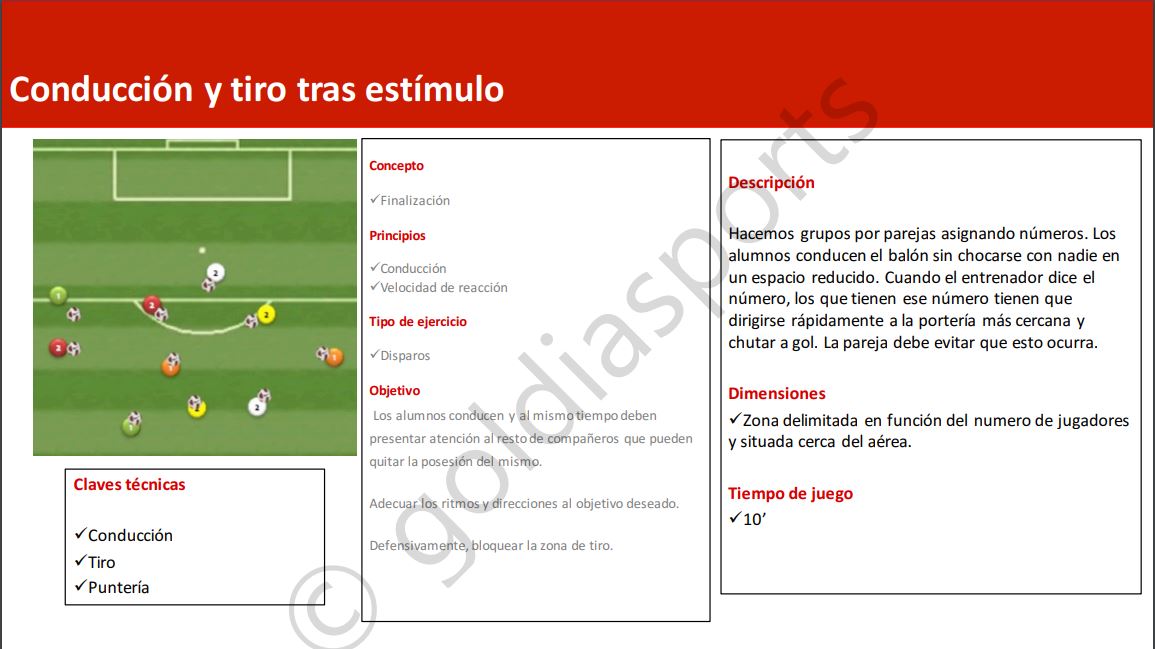 Conducción y tiro tras estímulo
2
1
2
2
2
1
1
1
2
1
Claves técnicas
✓Conducción
✓Tiro
✓Puntería
Concepto
✓Finalización
Principios
✓Conducción
✓Velocidad de reacción
Tipo de ejercicio
✓Disparos
Objetivo
Los alumnos conducen y al mismo tiempo deben
presentar atención al resto de compañeros que pueden
quitar la posesión del mismo.
Adecuar los ritmos y direcciones al objetivo deseado.
Defensivamente, bloquear la zona de tiro.
Descripción
Hacemos grupos por parejas asignando números. Los
alumnos conducen el balón sin chocarse con nadie en
un espacio reducido. Cuando el entrenador dice el
número, los que tienen ese número tienen que
dirigirse rápidamente a la portería más cercana y
chutar a gol. La pareja debe evitar que esto ocurra.
Dimensiones
✓Zona delimitada en función del numero de jugadores
y situada cerca del aérea.
Tiempo de juego
✓10’
© goldiasports